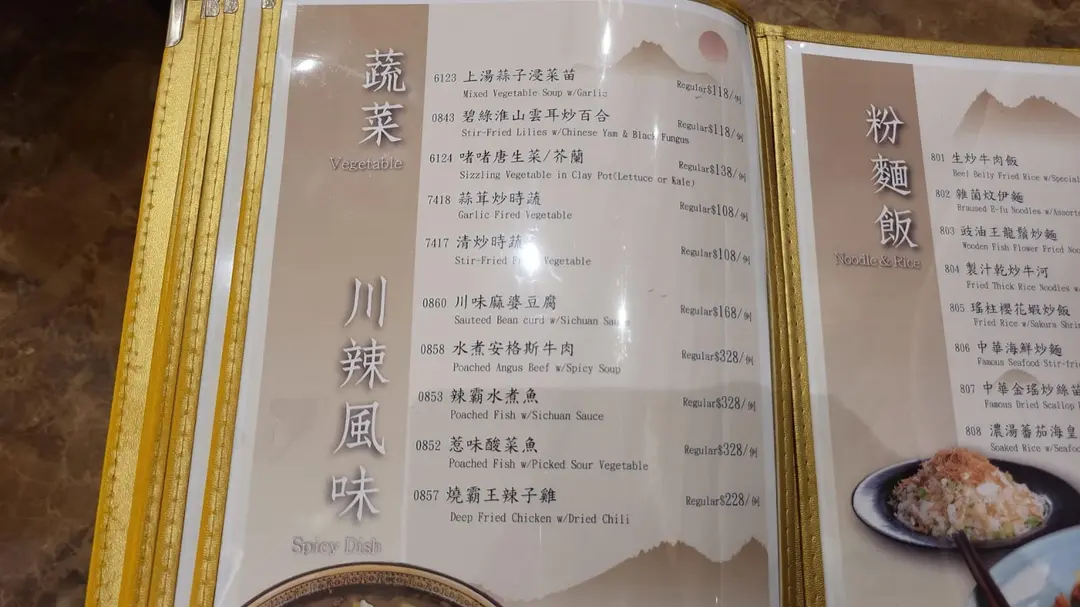 蔬菜
Vegetable
6123 上湯蒜子浸菜苗 Regular$118/例
Mixed Vegetable Soup w/Garlic
0843 碧綠淮山雲耳炒百合 Regular$118/例
Stir-Fried Lilies w/Chinese Yam & Black Fungus
6124 啫啫唐生菜/芥蘭 Regular$138/例
Sizzling Vegetable in Clay Pot(Lettuce or Kale)
7418 蒜茸炒時蔬 Regular$108/例
Garlic Fired Vegetable
7417 清炒時蔬 Regular$108/例
Stir-Fried Vegetable
川辣風味
Spicy Dish
0860 川味麻婆豆腐 Regular$168/例
Sauteed Bean curd w/Sichuan Sauce
0858 水煮安格斯牛肉 Regular$328/例
Poached Angus Beef w/Spicy Soup
0853 辣霸水煮魚 Regular$328/例
Poached Fish w/Sichuan Sauce
0852 惹味酸菜魚 Regular$328/例
Poached Fish w/Picked Sour Vegetable
0857 燒霸王辣子雞 Regular$228/例
Deep Fried Chicken w/Dried Chili
粉麵飯
Noodle & Rice
801 生炒牛肉飯
Beef Belly Fried Rice w/Special
802 雜菌炆伊麵
Braused E-fu Noodles w/Assort
803 豉油王龍鬚炒麵
Wooden Fish Flower Fried Noo
804 製汁乾炒牛河
Fried Thick Rice Noodles w
805 瑤柱櫻花蝦炒飯
Fried Rice w/Sakura Shri
806 中華海鮮炒麵
Famous Seafood Stir-fri
807 中華金瑤炒絲苗
Famous Dried Scallop
808 濃湯蕃茄海皇
Soaked Rice w/Seafoo